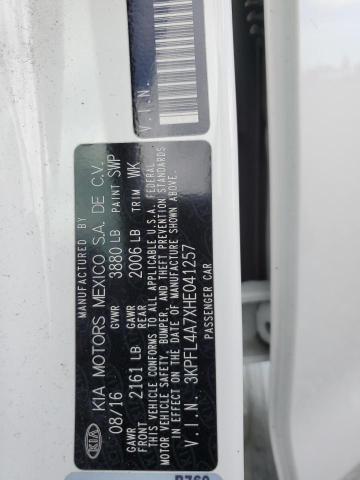 MANUFACTURED BY
KIA KIA MOTORS MEXICO S.A. DE C.V.
08/16 GVWR 3880 LB PAINT SWP
GAWR FRONT 2161 LB GAWR REAR 2006 LB TRIM WK
THIS VEHICLE CONFORMS TO ALL APPLICABLE U.S.A. FEDERAL
MOTOR VEHICLE SAFETY, BUMPER, AND THEFT PREVENTION STANDARDS
IN EFFECT ON THE DATE OF MANUFACTURE SHOWN ABOVE.
V.I.N. 3KPFL4A7XHE041257
PASSENGER CAR
V.I.N.